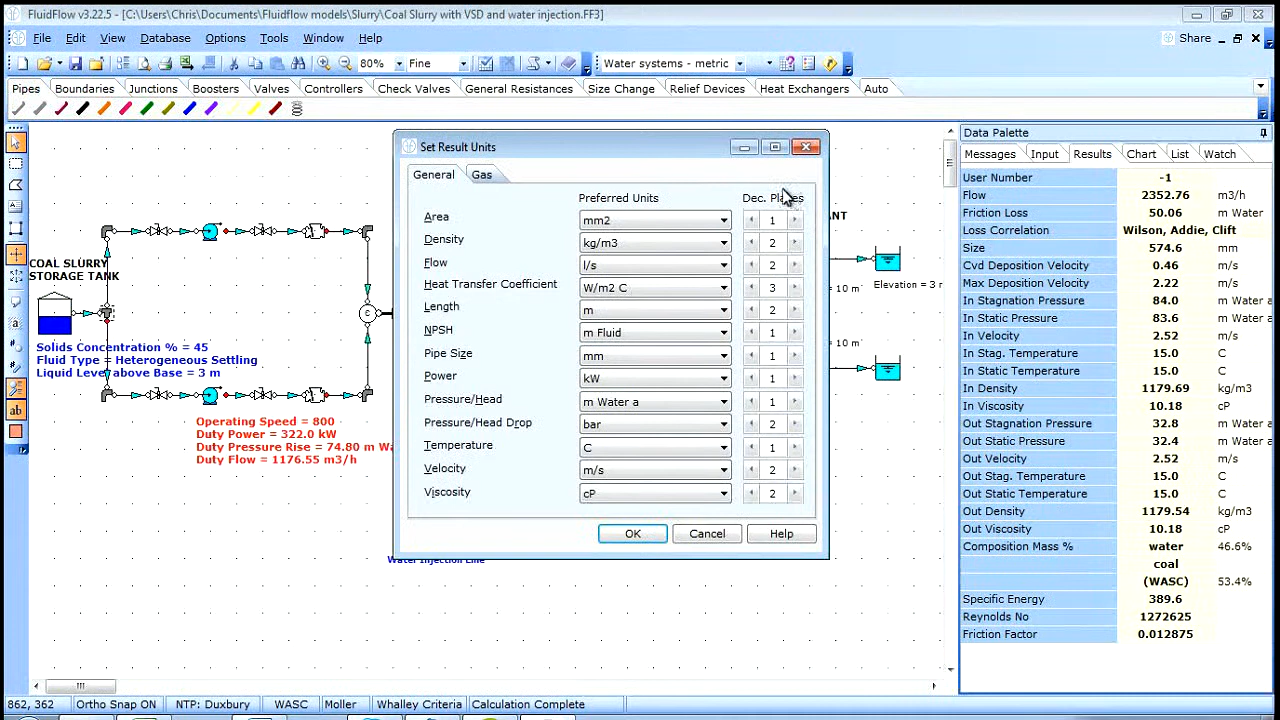 FluidFlow v3.22.5 - [C:\Users\Chris\Documents\Fluidflow models\Slurry\Coal Slurry with VSD and water injection.FF3]
File Edit View Database Options Tools Window Help Share
80% Fine Water systems - metric
Pipes Boundaries Junctions Boosters Valves Controllers Check Valves General Resistances Size Change Relief Devices Heat Exchangers Auto
COAL SLURRY
STORAGE TANK
Solids Concentration % = 45
Fluid Type = Heterogeneous Settling
Liquid Level above Base = 3 m
Operating Speed = 800
Duty Power = 322.0 kW
Duty Pressure Rise = 74.80 m Wa
Duty Flow = 1176.55 m3/h
C
Water Injection Line
ANT
= 10 m
Elevation = 3 m
= 10 m
Set Result Units
General Gas
Preferred Units Dec. Places
Area mm2 1
Density kg/m3 2
Flow l/s 2
Heat Transfer Coefficient W/m2 C 3
Length m 2
NPSH m Fluid 1
Pipe Size mm 1
Power kW 1
Pressure/Head m Water a 1
Pressure/Head Drop bar 2
Temperature C 1
Velocity m/s 2
Viscosity cP 2
OK Cancel Help
Data Palette
Messages Input Results Chart List Watch
User Number -1
Flow 2352.76 m3/h
Friction Loss 50.06 m Water
Loss Correlation Wilson, Addie, Clift
Size 574.6 mm
Cvd Deposition Velocity 0.46 m/s
Max Deposition Velocity 2.22 m/s
In Stagnation Pressure 84.0 m Water a
In Static Pressure 83.6 m Water a
In Velocity 2.52 m/s
In Stag. Temperature 15.0 C
In Static Temperature 15.0 C
In Density 1179.69 kg/m3
In Viscosity 10.18 cP
Out Stagnation Pressure 32.8 m Water a
Out Static Pressure 32.4 m Water a
Out Velocity 2.52 m/s
Out Stag. Temperature 15.0 C
Out Static Temperature 15.0 C
Out Density 1179.54 kg/m3
Out Viscosity 10.18 cP
Composition Mass % water 46.6%
coal
(WASC) 53.4%
Specific Energy 389.6
Reynolds No 1272625
Friction Factor 0.012875
862, 362 Ortho Snap ON NTP: Duxbury WASC Moller Whalley Criteria Calculation Complete